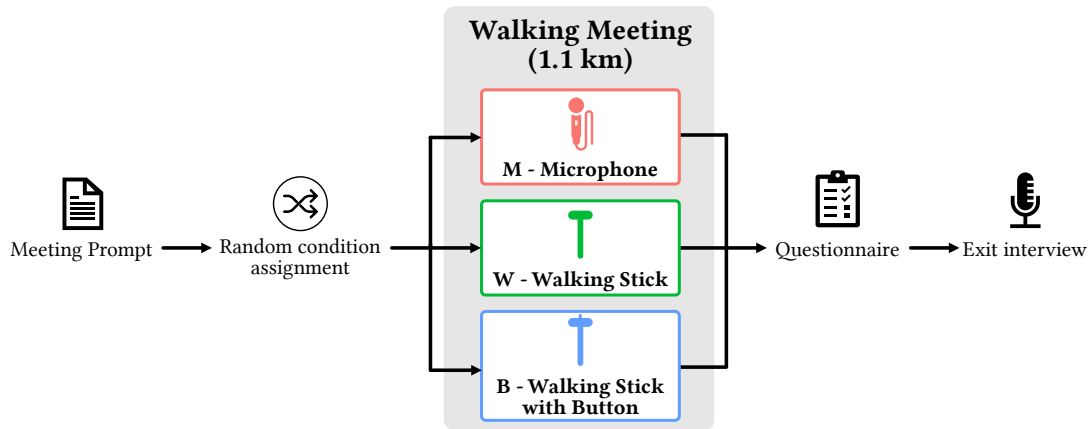 Meeting Prompt
Random condition
assignment
Walking Meeting
(1.1 km)
M - Microphone
W - Walking Stick
B - Walking Stick
with Button
Questionnaire
Exit interview